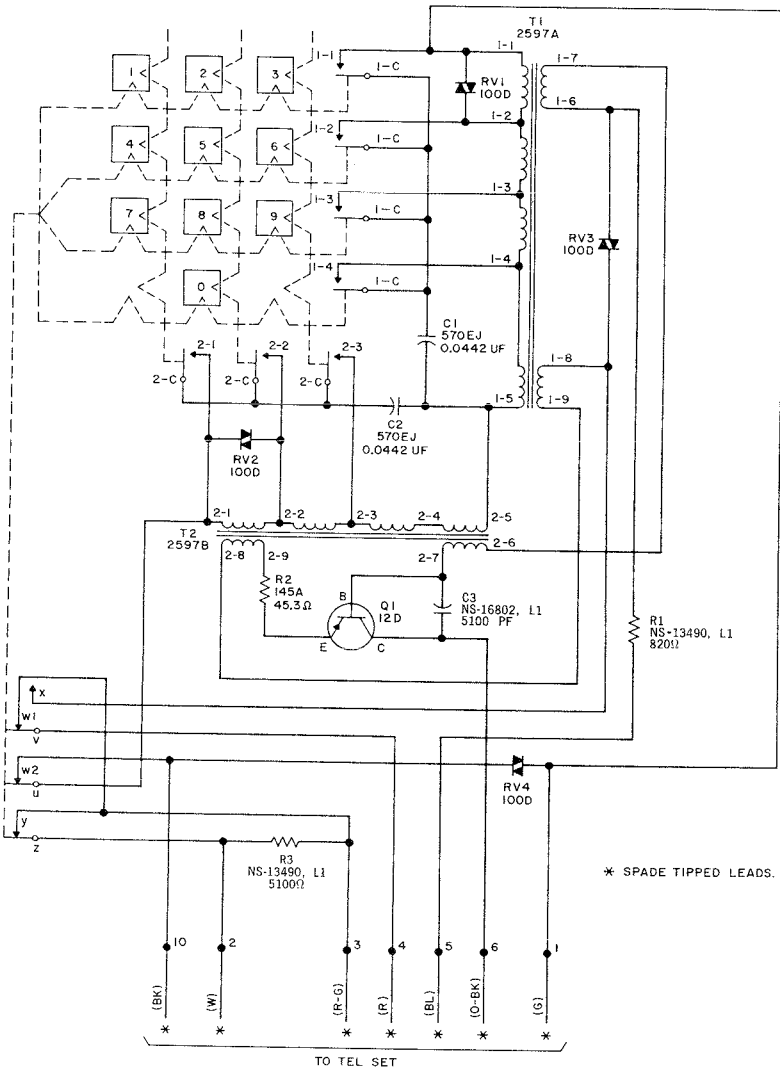 T1
2597A
1-1
1-1
1-7
1
2
3
1-C
RV1
100D
1-6
1-2
1-2
4
5
6
1-C
1-3
1-3
7
8
9
1-C
RV3
100D
1-4
1-4
0
1-C
C1
570EJ
0.0442 UF
2-1
2-2
2-3
1-8
2-C
2-C
2-C
1-5
1-9
C2
570EJ
0.0442 UF
RV2
100D
2-1
2-2
2-3
2-4
2-5
T2
2597B
2-8
2-9
2-7
2-6
R2
145A
45.3Ω
B
Q1
12D
C3
NS-16802, L1
5100 PF
E
C
R1
NS-13490, L1
820Ω
X
W1
V
W2
U
RV4
100D
y
z
R3
NS-13490, L1
5100Ω
* SPADE TIPPED LEADS.
10
2
3
4
5
6
1
(BK)
(W)
(R-G)
(R)
(BL)
(O-BK)
(G)
* * * * * * *
TO TEL SET